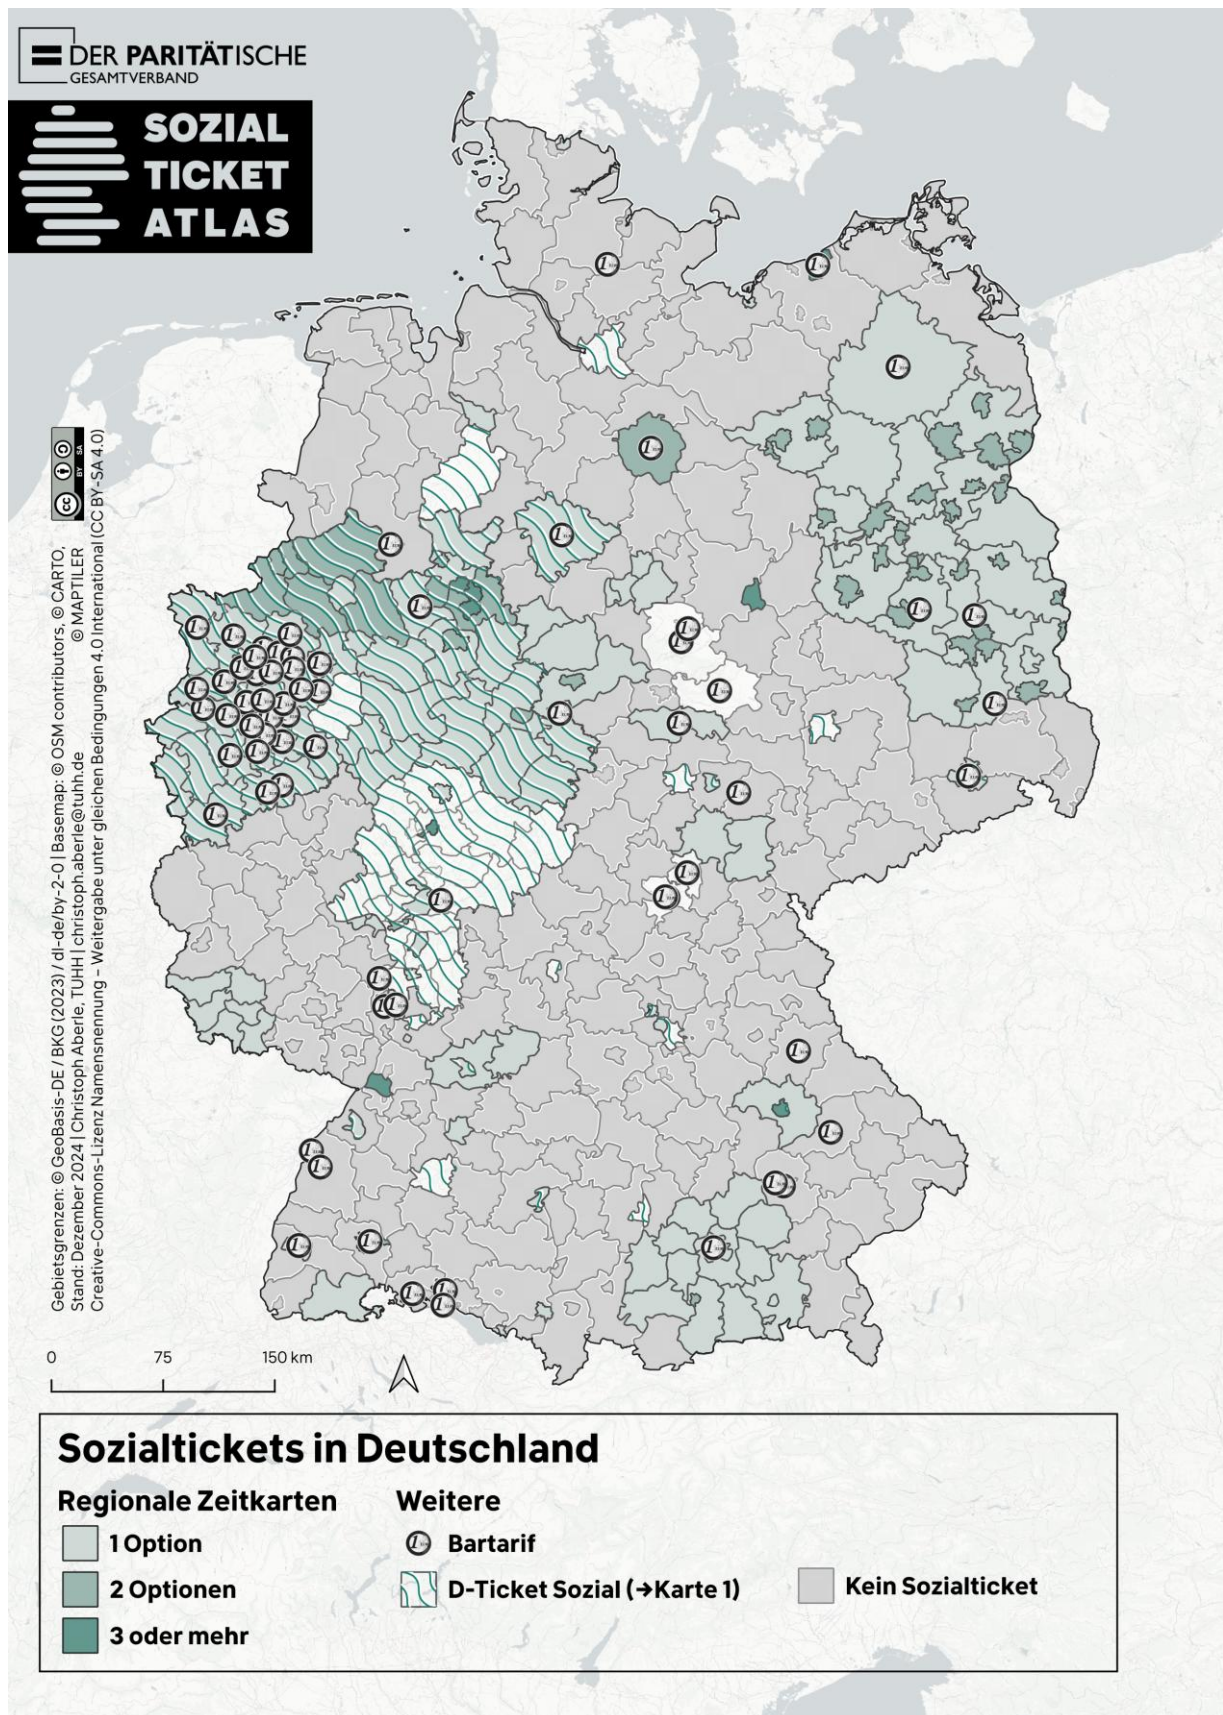 DER PARITÄTISCHE
GESAMTVERBAND
SOZIAL
TICKET
ATLAS
cc BY SA
Gebietsgrenzen: © GeoBasis-DE / BKG (2023) / dl-de/by-2-0 | Basemap: © OSM contributors, © CARTO, © MAPTILER
Stand: Dezember 2024 | Christoph Aberle, TUHH | christoph.aberle@tuhh.de
Creative-Commons-Lizenz Namensnennung – Weitergabe unter gleichen Bedingungen 4.0 International (CC BY-SA 4.0)
0 75 150 km
Sozialtickets in Deutschland
Regionale Zeitkarten
1 Option
2 Optionen
3 oder mehr
Weitere
Bartarif
D-Ticket Sozial (→Karte 1)
Kein Sozialticket